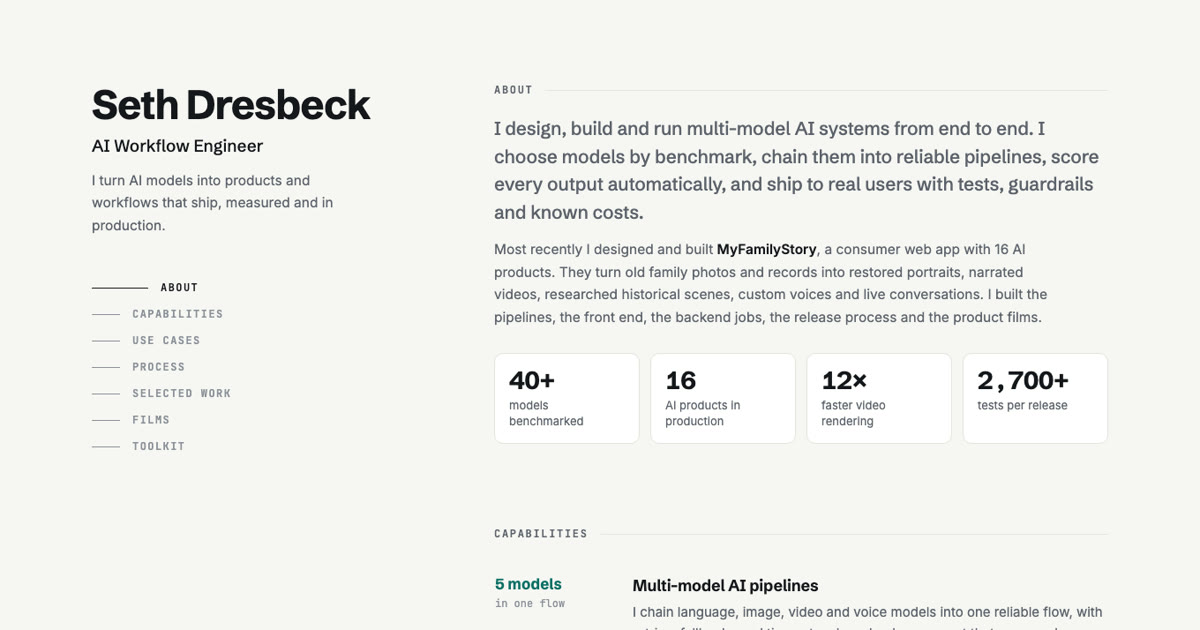 Seth Dresbeck
AI Workflow Engineer
I turn AI models into products and
workflows that ship, measured and in
production.
ABOUT
CAPABILITIES
USE CASES
PROCESS
SELECTED WORK
FILMS
TOOLKIT
ABOUT
I design, build and run multi-model AI systems from end to end. I
choose models by benchmark, chain them into reliable pipelines, score
every output automatically, and ship to real users with tests, guardrails
and known costs.
Most recently I designed and built MyFamilyStory, a consumer web app with 16 AI
products. They turn old family photos and records into restored portraits, narrated
videos, researched historical scenes, custom voices and live conversations. I built the
pipelines, the front end, the backend jobs, the release process and the product films.
40+
models
benchmarked
16
AI products in
production
12×
faster video
rendering
2,700+
tests per release
CAPABILITIES
5 models
in one flow
Multi-model AI pipelines
I chain language, image, video and voice models into one reliable flow, with